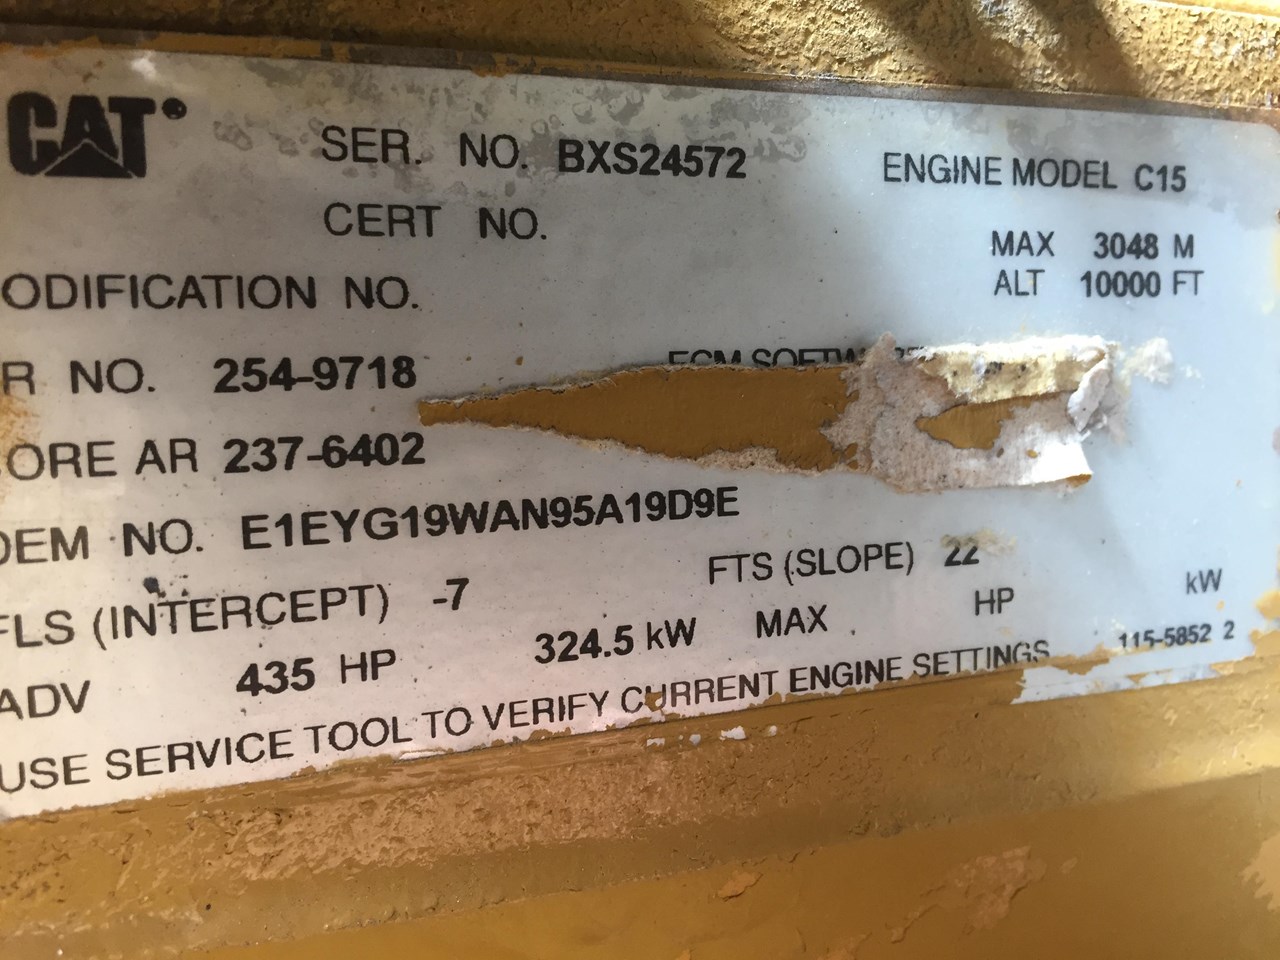 CAT SER. NO. BXS24572 ENGINE MODEL C15
CERT NO.
MAX 3048 M
ALT 10000 FT
ODIFICATION NO.
R NO. 254-9718
ORE AR 237-6402
OEM NO. E1EYG19WAN95A19D9E
FLS (INTERCEPT) -7 FTS (SLOPE) 22
ADV 435 HP 324.5 kW MAX HP kW
USE SERVICE TOOL TO VERIFY CURRENT ENGINE SETTINGS 115-5852 2